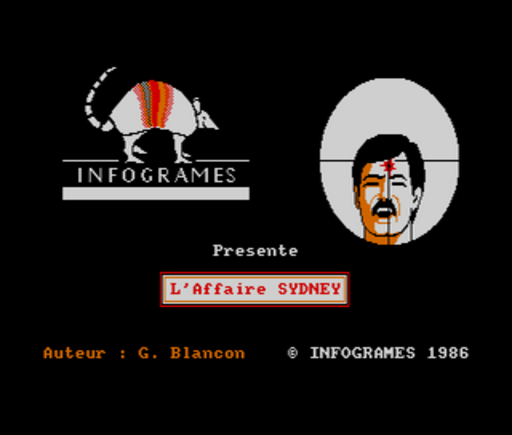 INFOGRAMES
Presente
L'Affaire SYDNEY
Auteur : G. Blancon © INFOGRAMES 1986